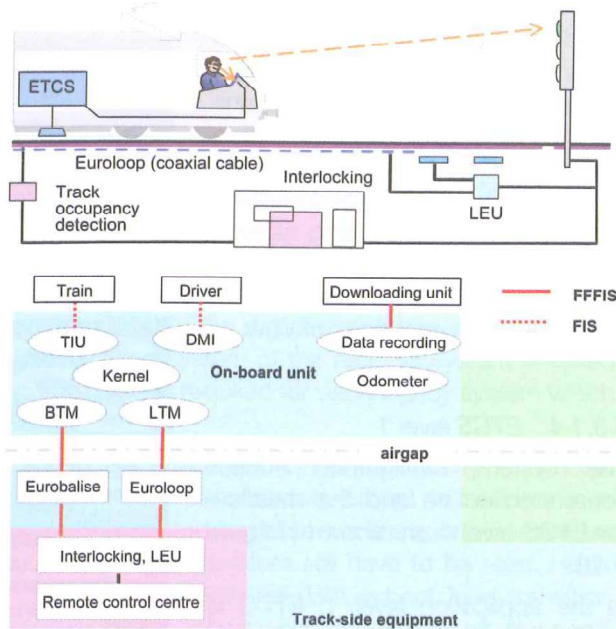 ETCS
Euroloop (coaxial cable)
Interlocking
Track
occupancy
detection
LEU
Train
Driver
Downloading unit
FFFIS
FIS
TIU
DMI
Data recording
Kernel
On-board unit
Odometer
BTM
LTM
airgap
Eurobalise
Euroloop
Interlocking, LEU
Remote control centre
Track-side equipment